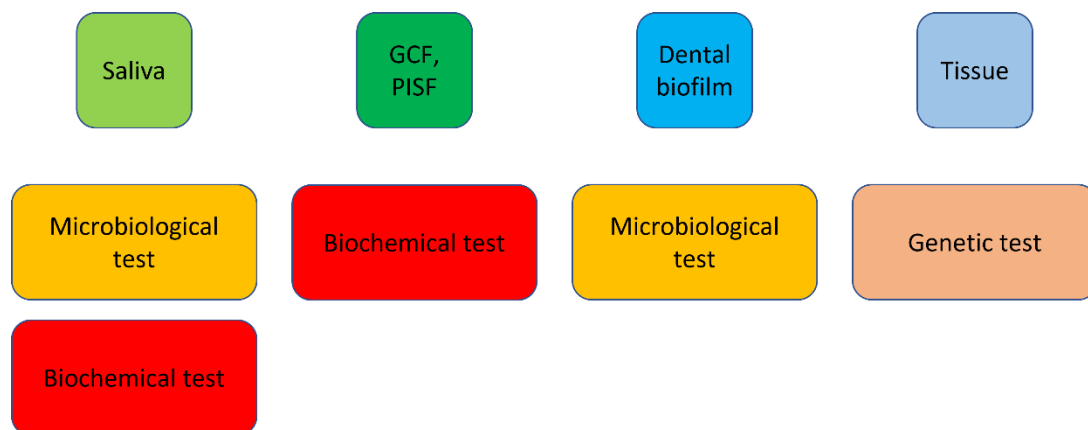 Saliva
GCF,
PISF
Dental
biofilm
Tissue
Microbiological
test
Biochemical test
Microbiological
test
Genetic test
Biochemical test